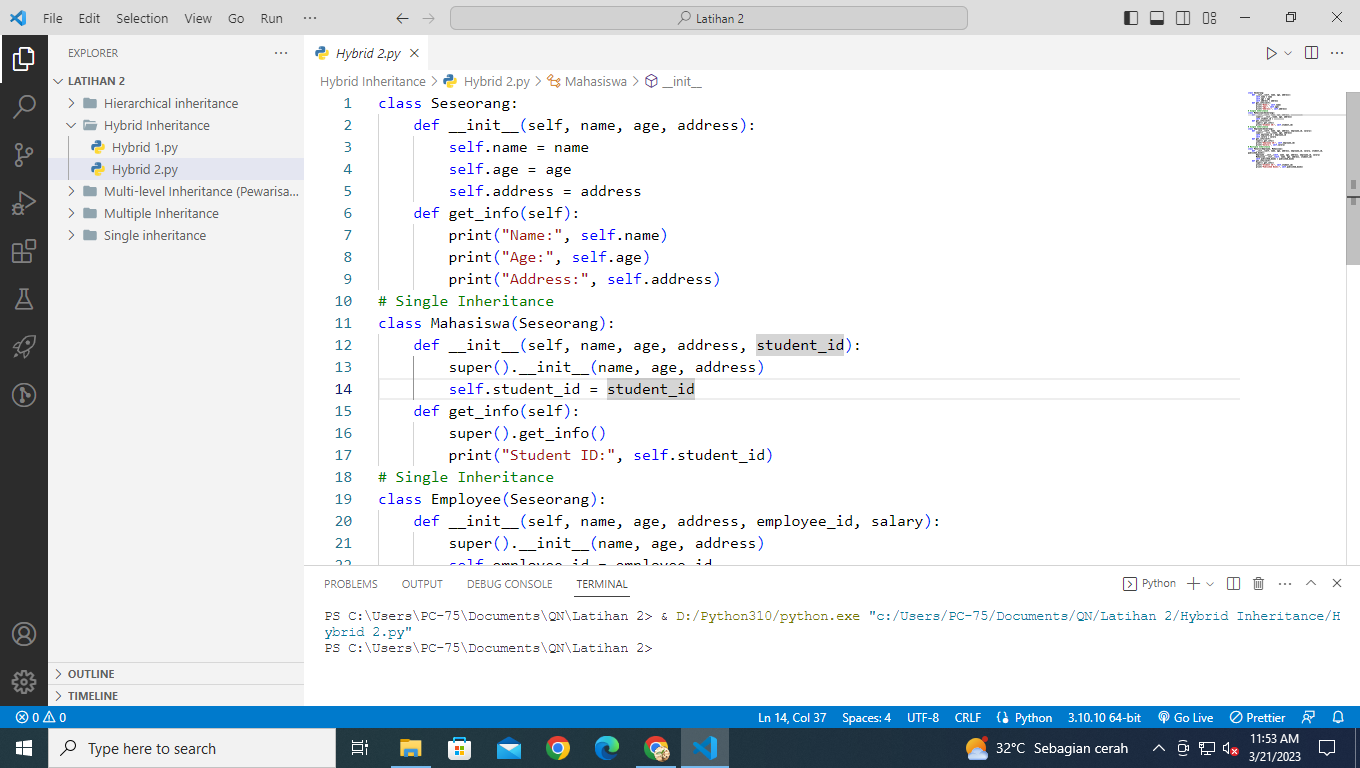 File Edit Selection View Go Run ··· Latihan 2
EXPLORER ···
LATIHAN 2
Hierarchical inheritance
Hybrid Inheritance
Hybrid 1.py
Hybrid 2.py
Multi-level Inheritance (Pewarisa...
Multiple Inheritance
Single inheritance
OUTLINE
TIMELINE
Hybrid 2.py
Hybrid Inheritance > Hybrid 2.py > Mahasiswa > __init__
1 class Seseorang:
2 def __init__(self, name, age, address):
3 self.name = name
4 self.age = age
5 self.address = address
6 def get_info(self):
7 print("Name:", self.name)
8 print("Age:", self.age)
9 print("Address:", self.address)
10 # Single Inheritance
11 class Mahasiswa(Seseorang):
12 def __init__(self, name, age, address, student_id):
13 super().__init__(name, age, address)
14 self.student_id = student_id
15 def get_info(self):
16 super().get_info()
17 print("Student ID:", self.student_id)
18 # Single Inheritance
19 class Employee(Seseorang):
20 def __init__(self, name, age, address, employee_id, salary):
21 super().__init__(name, age, address)
22 self.employee_id = employee_id
PROBLEMS OUTPUT DEBUG CONSOLE TERMINAL Python
PS C:\Users\PC-75\Documents\QN\Latihan 2> & D:/Python310/python.exe "c:/Users/PC-75/Documents/QN/Latihan 2/Hybrid Inheritance/H
ybrid 2.py"
PS C:\Users\PC-75\Documents\QN\Latihan 2>
0 0 Ln 14, Col 37 Spaces: 4 UTF-8 CRLF Python 3.10.10 64-bit Go Live Prettier
Type here to search 32°C Sebagian cerah 11:53 AM
3/21/2023